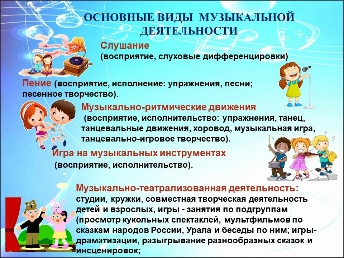 ОСНОВНЫЕ ВИДЫ МУЗЫКАЛЬНОЙ
ДЕЯТЕЛЬНОСТИ
Слушание
(восприятие, слуховые дифференцировки)
Пение (восприятие, исполнение: упражнения, песни;
песенное творчество).
Музыкально-ритмические движения
(восприятие, исполнительство: упражнения, танец,
танцевальные движения, хоровод, музыкальная игра,
танцевально-игровое творчество).
Игра на музыкальных инструментах
(восприятие, исполнительство).
Музыкально-театрализованная деятельность:
студии, кружки, совместная творческая деятельность
детей и взрослых, игры - занятия по подгруппам
(просмотр кукольных спектаклей, мультфильмов по
сказкам народов России, Урала и беседы по ним; игры-
драматизации, разыгрывание разнообразных сказок и
инсценировок;